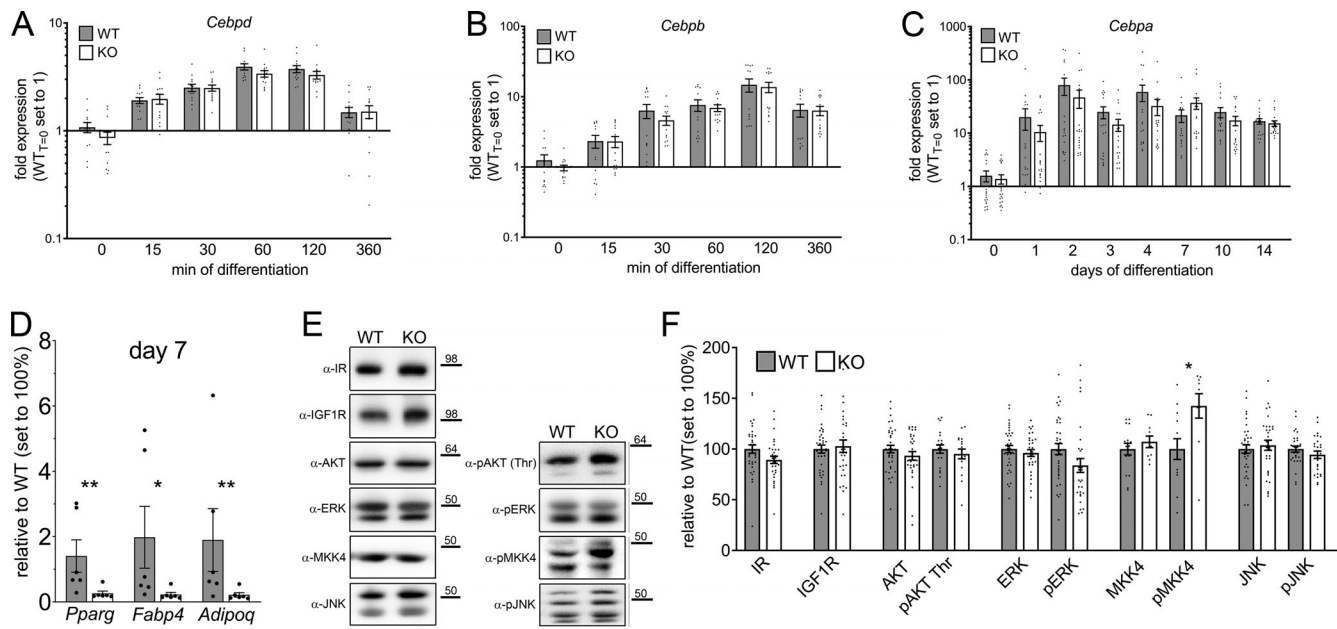 A
Cebpd
WT
KO
fold expression
(WT_T=0 set to 1)
10
1
0.1
0 15 30 60 120 360
min of differentiation
B
Cebpb
WT
KO
fold expression
(WT_T=0 set to 1)
100
10
1
0.1
0 15 30 60 120 360
min of differentiation
C
Cebpa
WT
KO
fold expression
(WT_T=0 set to 1)
1000
100
10
1
0.1
0 1 2 3 4 7 10 14
days of differentiation
D
day 7
relative to WT (set to 100%)
8
6
4
2
0
** * **
Pparg Fabp4 Adipoq
E
WT KO
α-IR 98
α-IGF1R 98
α-AKT 64
α-ERK 50
α-MKK4 50
α-JNK 50
WT KO
α-pAKT (Thr) 64
α-pERK 50
α-pMKK4 50
α-pJNK 50
F
WT KO
relative to WT(set to 100%)
200
150
100
50
0
*
IR IGF1R AKT pAKT Thr ERK pERK MKK4 pMKK4 JNK pJNK